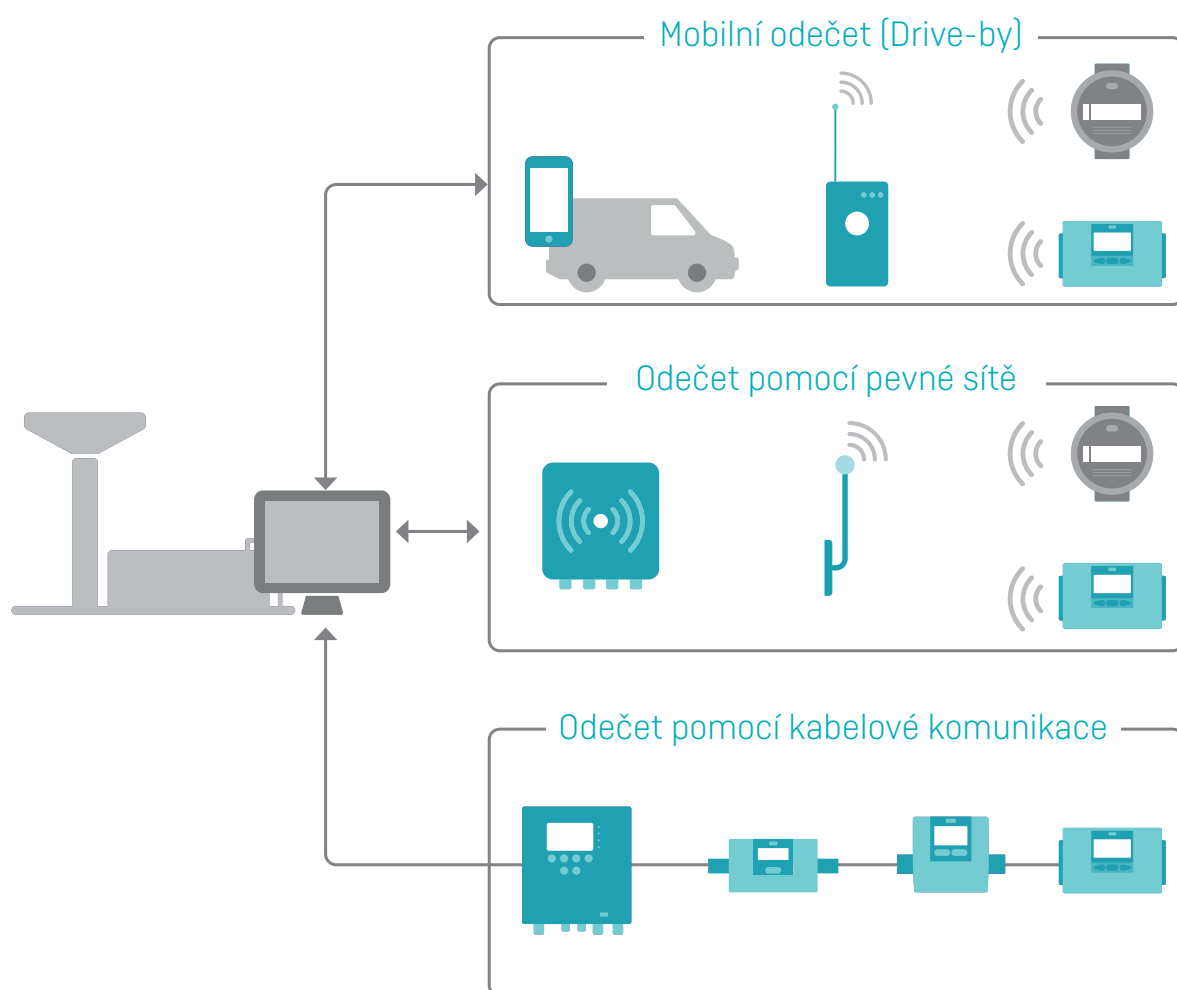 Mobilní odečet (Drive-by)
Odečet pomocí pevné sítě
Odečet pomocí kabelové komunikace